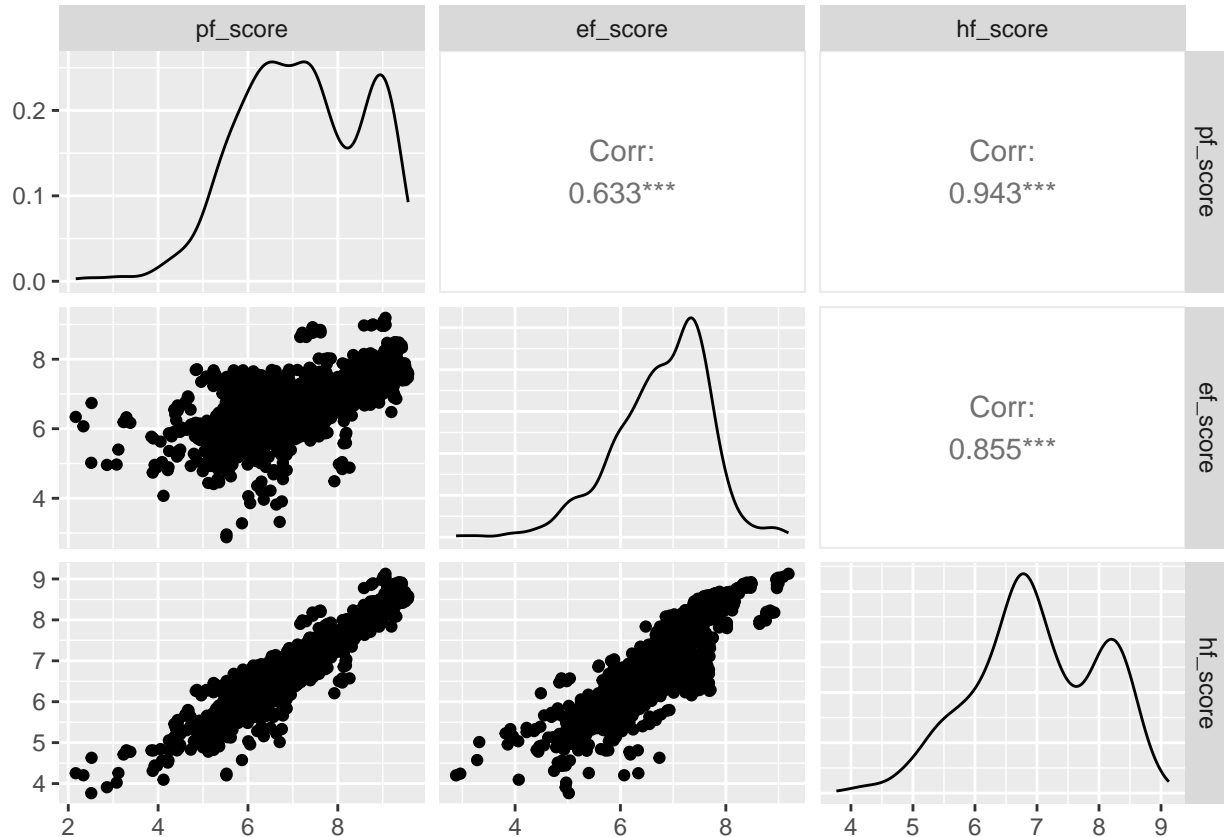 pf_score
ef_score
hf_score
0.2
0.1
0.0
Corr:
0.633***
Corr:
0.943***
pf_score
8
6
4
Corr:
0.855***
ef_score
9
8
7
6
5
4
hf_score
2 4 6 8
4 6 8
4 5 6 7 8 9